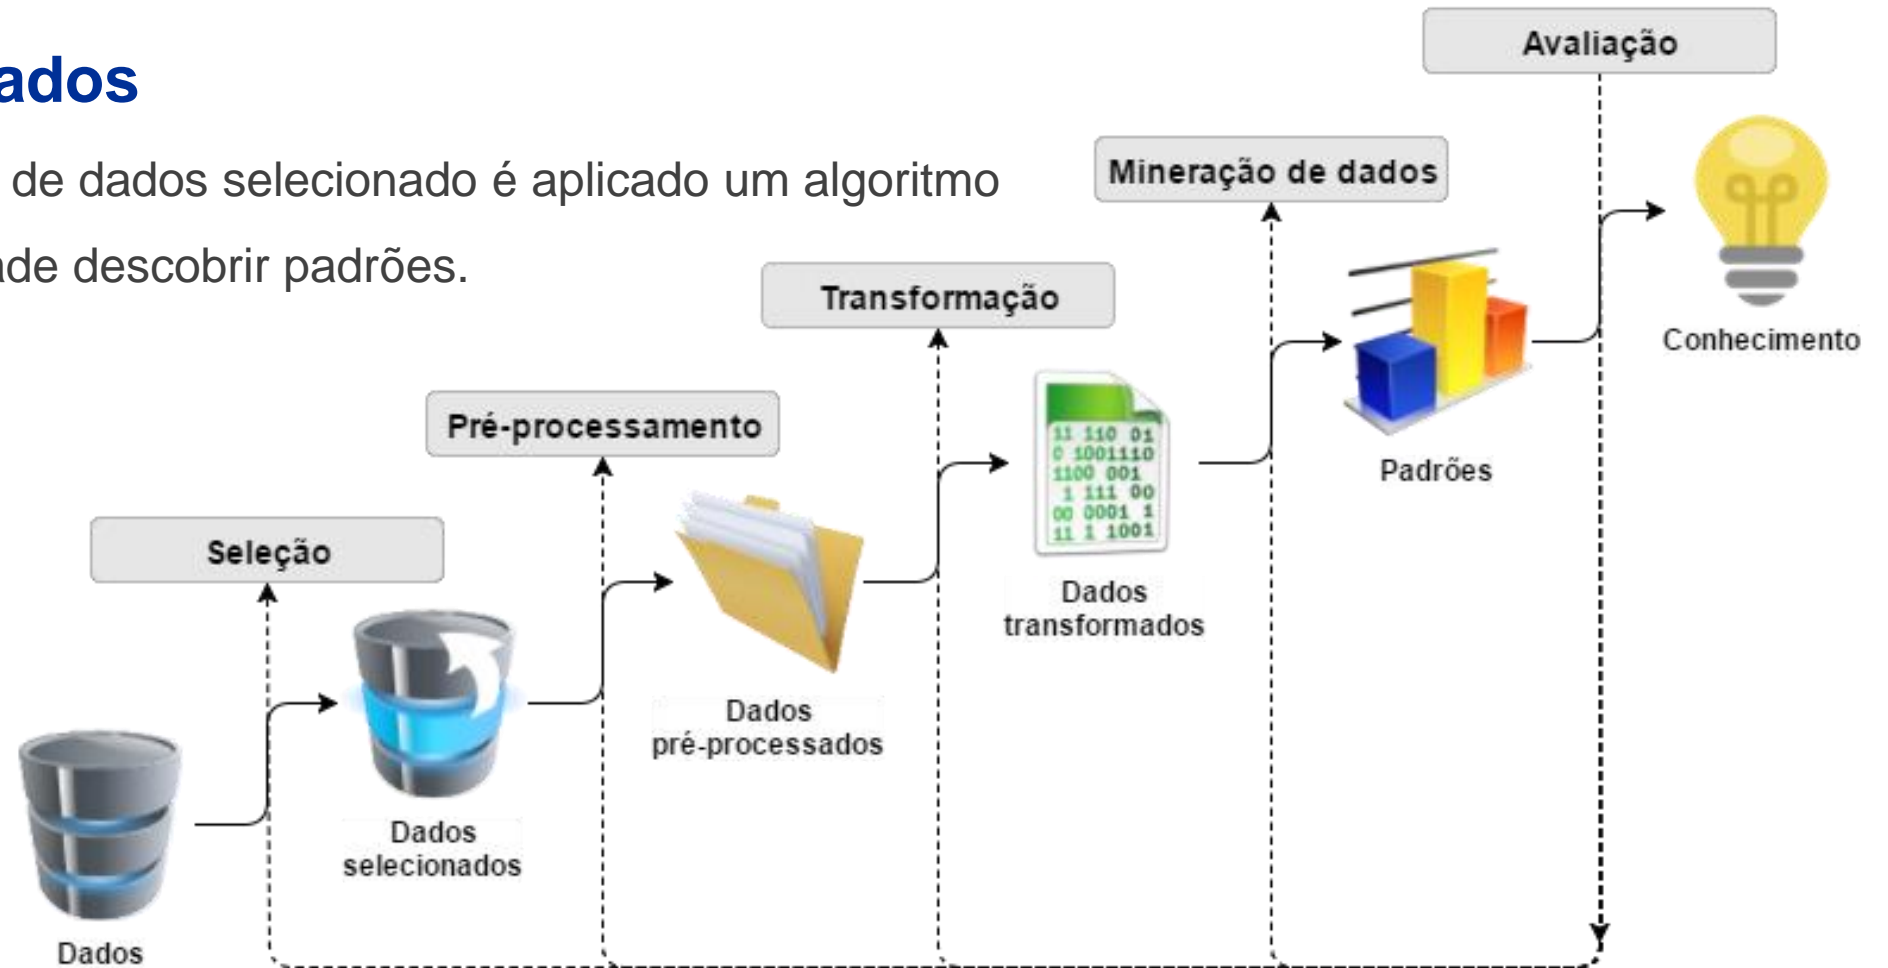 ados
de dados selecionado é aplicado um algoritmo
ade descobrir padrões.
Avaliação
Mineração de dados
Transformação
Pré-processamento
Seleção
Conhecimento
Padrões
11 110 01
0 1001110
1100 001
1 111 00
00 0001 1
11 1 1001
Dados
transformados
Dados
pré-processados
Dados
selecionados
Dados